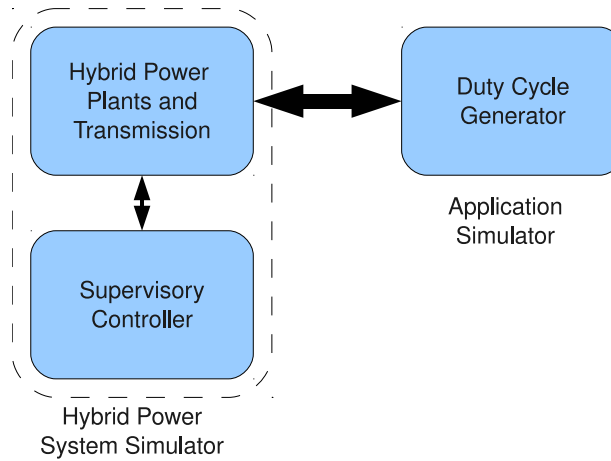 Hybrid Power
Plants and
Transmission
Duty Cycle
Generator
Application
Simulator
Supervisory
Controller
Hybrid Power
System Simulator